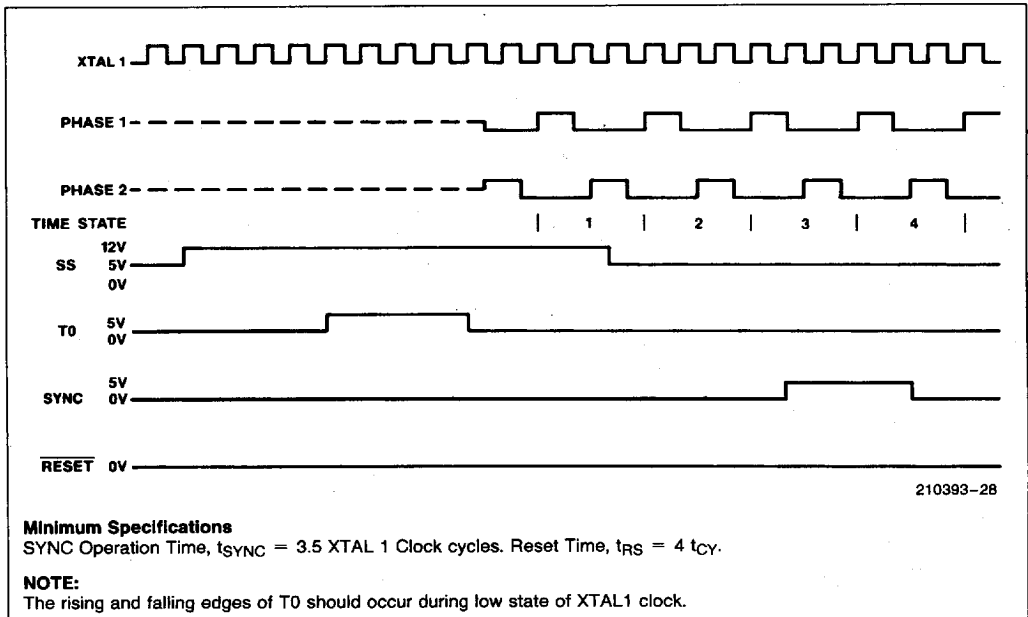 XTAL 1
PHASE 1
PHASE 2
TIME STATE | 1 | 2 | 3 | 4 |
12V
SS 5V
0V
T0 5V
0V
5V
SYNC 0V
RESET 0V
210393–28
Minimum Specifications
SYNC Operation Time, tSYNC = 3.5 XTAL 1 Clock cycles. Reset Time, tRS = 4 tCY.
NOTE:
The rising and falling edges of T0 should occur during low state of XTAL1 clock.